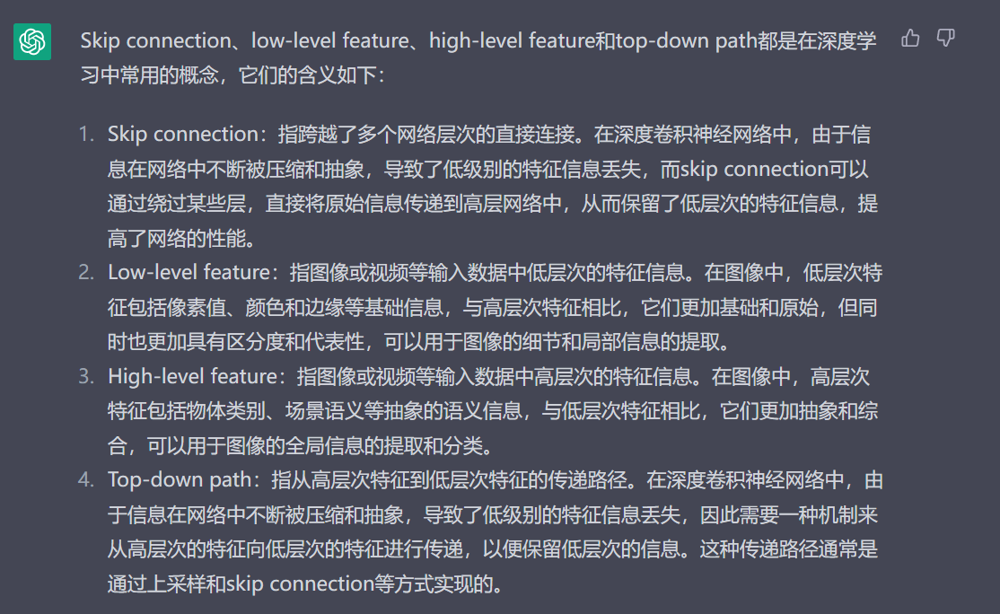 Skip connection、low-level feature、high-level feature和top-down path都是在深度学
习中常用的概念，它们的含义如下：
1. Skip connection：指跨越了多个网络层次的直接连接。在深度卷积神经网络中，由于信
息在网络中不断被压缩和抽象，导致了低级别的特征信息丢失，而skip connection可以
通过绕过某些层，直接将原始信息传递到高层网络中，从而保留了低层次的特征信息，提
高了网络的性能。
2. Low-level feature：指图像或视频等输入数据中低层次的特征信息。在图像中，低层次特
征包括像素值、颜色和边缘等基础信息，与高层次特征相比，它们更加基础和原始，但同
时也更加具有区分度和代表性，可以用于图像的细节和局部信息的提取。
3. High-level feature：指图像或视频等输入数据中高层次的特征信息。在图像中，高层次
特征包括物体类别、场景语义等抽象的语义信息，与低层次特征相比，它们更加抽象和综
合，可以用于图像的全局信息的提取和分类。
4. Top-down path：指从高层次特征到低层次特征的传递路径。在深度卷积神经网络中，由
于信息在网络中不断被压缩和抽象，导致了低级别的特征信息丢失，因此需要一种机制来
从高层次的特征向低层次的特征进行传递，以便保留低层次的信息。这种传递路径通常是
通过上采样和skip connection等方式实现的。